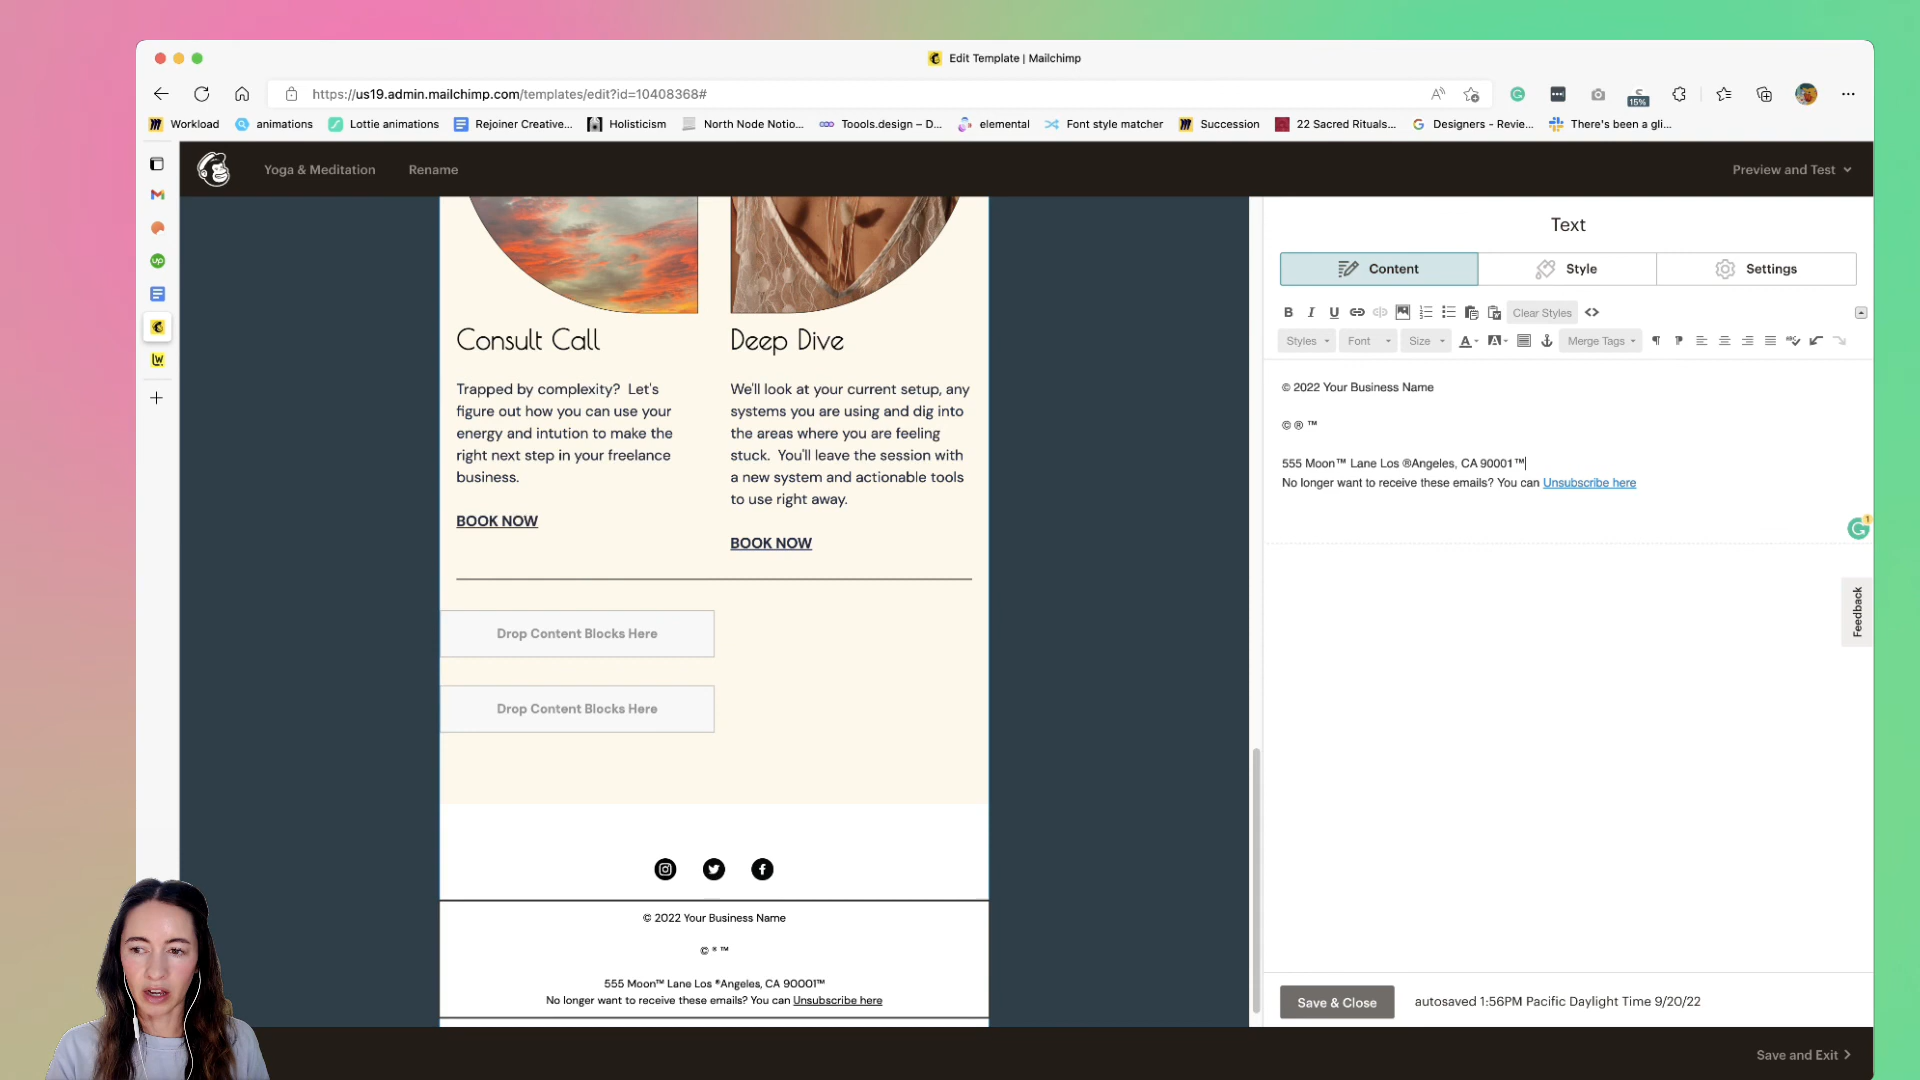 Edit Template | Mailchimp
https://us19.admin.mailchimp.com/templates/edit?id=10408368#
15%
Workload
animations
Lottie animations
Rejoiner Creative...
Holisticism
North Node Notio...
Toools.design – D...
elemental
Font style matcher
Succession
22 Sacred Rituals...
Designers - Revie...
There's been a gli...
Yoga & Meditation
Rename
Preview and Test
Consult Call
Trapped by complexity? Let's
figure out how you can use your
energy and intution to make the
right next step in your freelance
business.
BOOK NOW
Deep Dive
We'll look at your current setup, any
systems you are using and dig into
the areas where you are feeling
stuck. You'll leave the session with
a new system and actionable tools
to use right away.
BOOK NOW
Drop Content Blocks Here
Drop Content Blocks Here
© 2022 Your Business Name
© ® ™
555 Moon™ Lane Los ®Angeles, CA 90001™
No longer want to receive these emails? You can Unsubscribe here
Text
Content
Style
Settings
B I U
Clear Styles
Styles
Font
Size
A
A
Merge Tags
© 2022 Your Business Name
© ® ™
555 Moon™ Lane Los ®Angeles, CA 90001™
No longer want to receive these emails? You can Unsubscribe here
1
Feedback
Save & Close
autosaved 1:56PM Pacific Daylight Time 9/20/22
Save and Exit
up